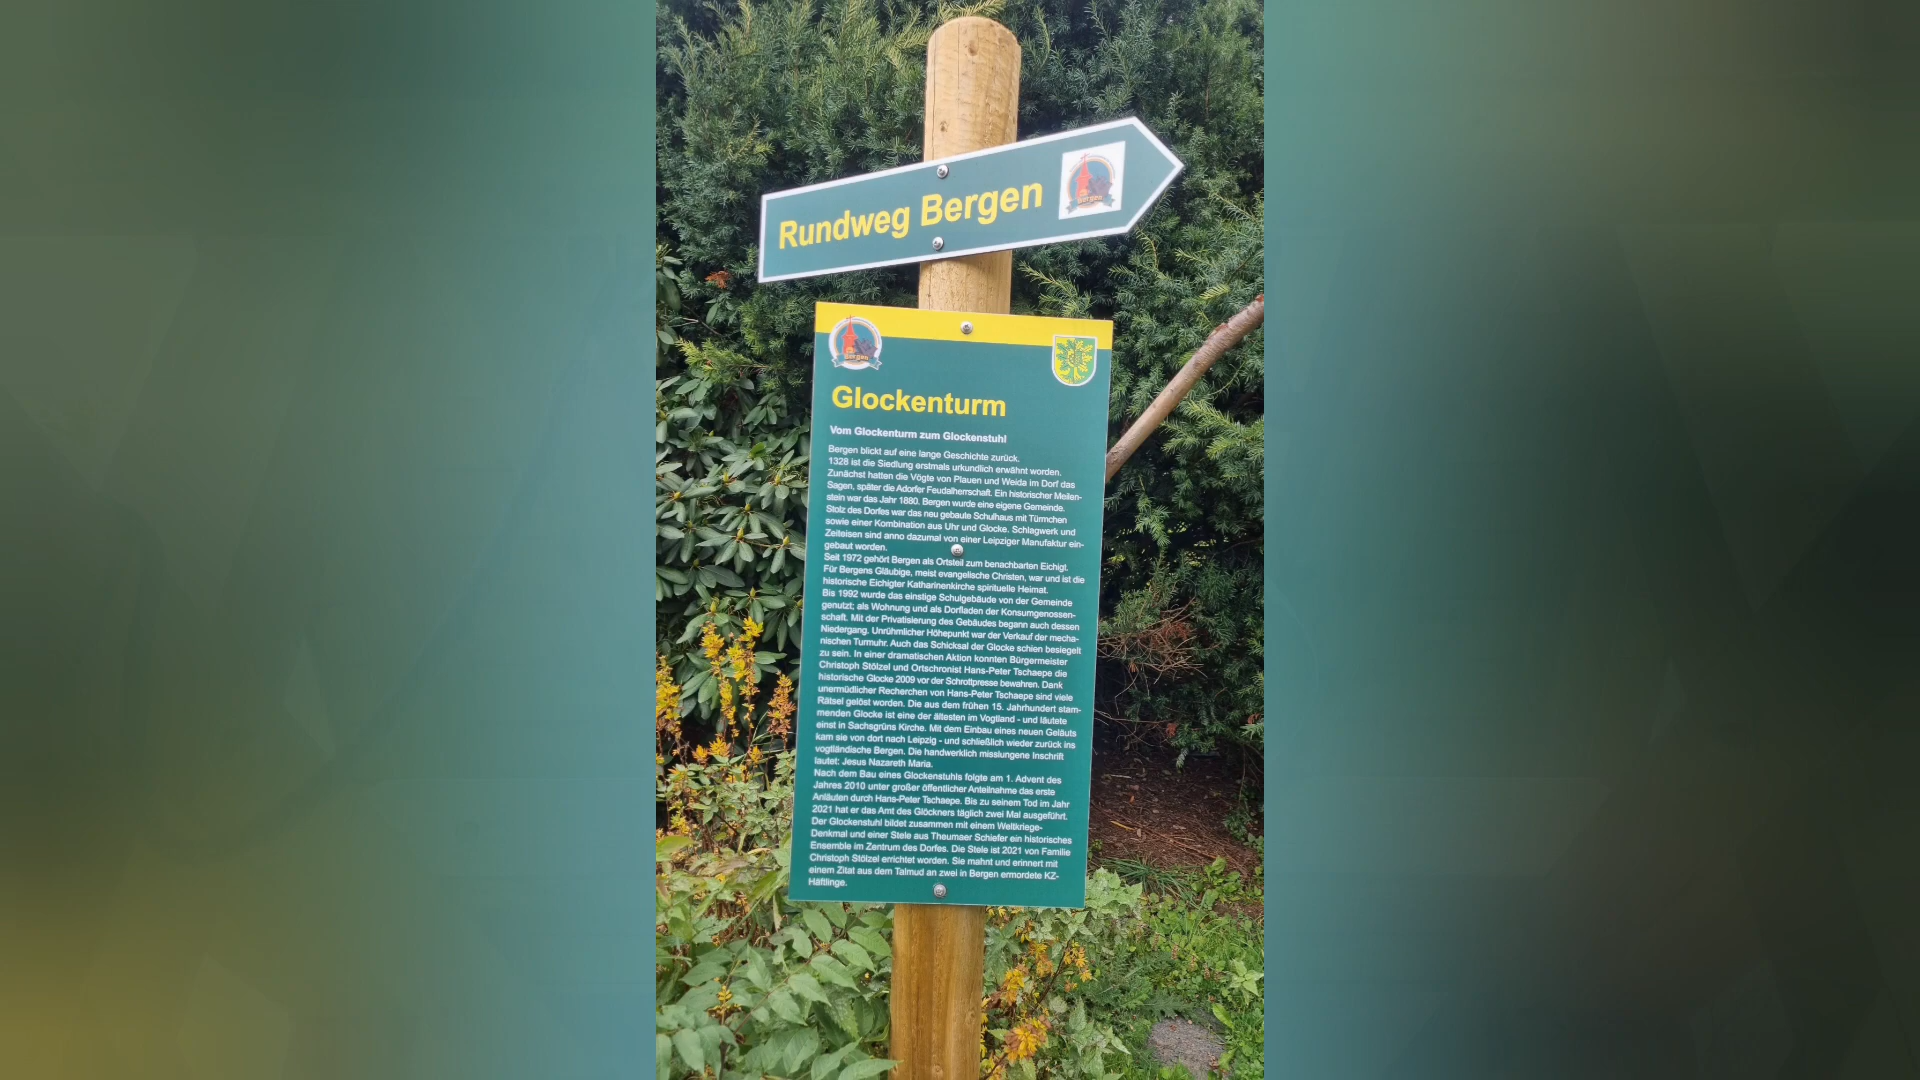 Rundweg Bergen
Bergen
Bergen
Glockenturm
Vom Glockenturm zum Glockenstuhl
Bergen blickt auf eine lange Geschichte zurück.
1328 ist die Siedlung erstmals urkundlich erwähnt worden.
Zunächst hatten die Vögte von Plauen und Weida im Dorf das
Sagen, später die Adorfer Feudalherrschaft. Ein historischer Meilen-
stein war das Jahr 1880. Bergen wurde eine eigene Gemeinde.
Stolz des Dorfes war das neu gebaute Schulhaus mit Türmchen
sowie einer Kombination aus Uhr und Glocke. Schlagwerk und
Zeiteisen sind anno dazumal von einer Leipziger Manufaktur ein-
gebaut worden.
Seit 1972 gehört Bergen als Ortsteil zum benachbarten Eichigt.
Für Bergens Gläubige, meist evangelische Christen, war und ist die
historische Eichigter Katharinenkirche spirituelle Heimat.
Bis 1992 wurde das einstige Schulgebäude von der Gemeinde
genutzt; als Wohnung und als Dorfladen der Konsumgenossen-
schaft. Mit der Privatisierung des Gebäudes begann auch dessen
Niedergang. Unrühmlicher Höhepunkt war der Verkauf der mecha-
nischen Turmuhr. Auch das Schicksal der Glocke schien besiegelt
zu sein. In einer dramatischen Aktion konnten Bürgermeister
Christoph Stölzel und Ortschronist Hans-Peter Tschaepe die
historische Glocke 2009 vor der Schrottpresse bewahren. Dank
unermüdlicher Recherchen von Hans-Peter Tschaepe sind viele
Rätsel gelöst worden. Die aus dem frühen 15. Jahrhundert stam-
menden Glocke ist eine der ältesten im Vogtland - und läutete
einst in Sachsgrüns Kirche. Mit dem Einbau eines neuen Geläuts
kam sie von dort nach Leipzig - und schließlich wieder zurück ins
vogtländische Bergen. Die handwerklich misslungene Inschrift
lautet: Jesus Nazareth Maria.
Nach dem Bau eines Glockenstuhls folgte am 1. Advent des
Jahres 2010 unter großer öffentlicher Anteilnahme das erste
Anläuten durch Hans-Peter Tschaepe. Bis zu seinem Tod im Jahr
2021 hat er das Amt des Glöckners täglich zwei Mal ausgeführt.
Der Glockenstuhl bildet zusammen mit einem Weltkriege-
Denkmal und einer Stele aus Theumaer Schiefer ein historisches
Ensemble im Zentrum des Dorfes. Die Stele ist 2021 von Familie
Christoph Stölzel errichtet worden. Sie mahnt und erinnert mit
einem Zitat aus dem Talmud an zwei in Bergen ermordete KZ-
Häftlinge.